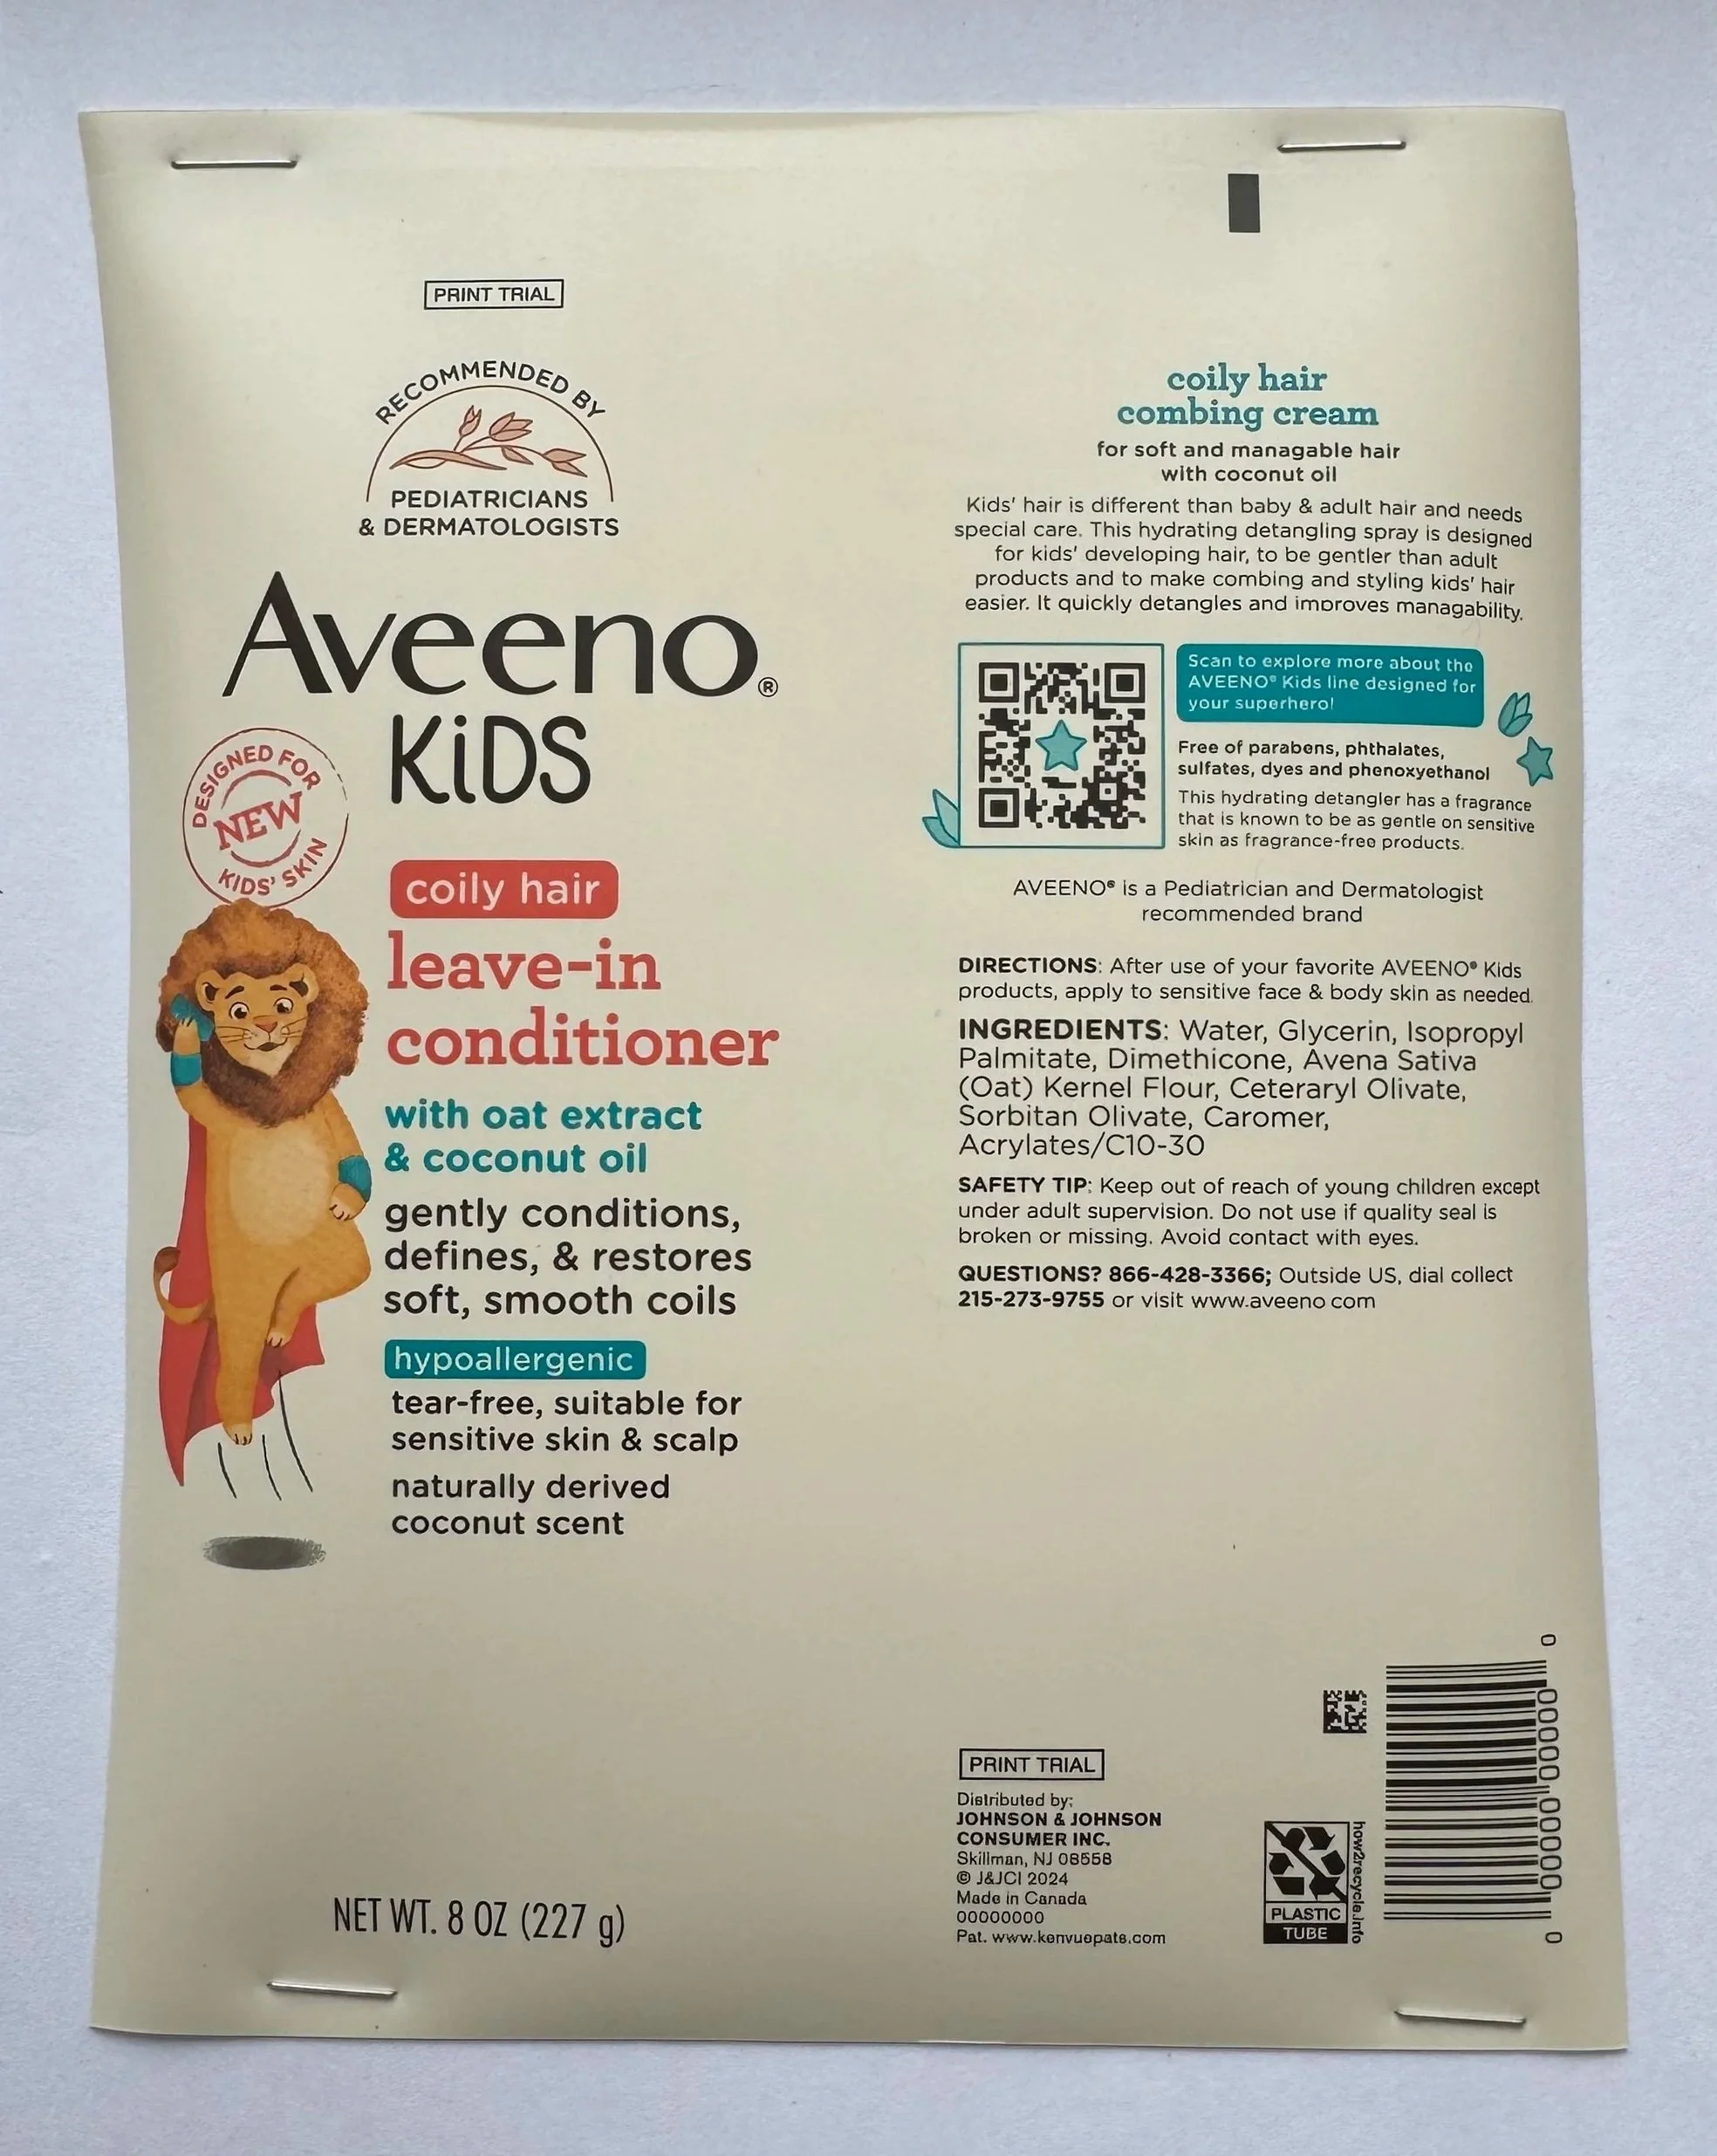 PRINT TRIAL
RECOMMENDED BY
PEDIATRICIANS
& DERMATOLOGISTS
Aveeno®
KiDS
DESIGNED FOR
NEW
KIDS' SKIN
coily hair
leave-in
conditioner
with oat extract
& coconut oil
gently conditions,
defines, & restores
soft, smooth coils
hypoallergenic
tear-free, suitable for
sensitive skin & scalp
naturally derived
coconut scent
NET WT. 8 OZ (227 g)
coily hair
combing cream
for soft and managable hair
with coconut oil
Kids' hair is different than baby & adult hair and needs
special care. This hydrating detangling spray is designed
for kids' developing hair, to be gentler than adult
products and to make combing and styling kids' hair
easier. It quickly detangles and improves managability.
Scan to explore more about the
AVEENO® Kids line designed for
your superhero!
Free of parabens, phthalates,
sulfates, dyes and phenoxyethanol
This hydrating detangler has a fragrance
that is known to be as gentle on sensitive
skin as fragrance-free products.
AVEENO® is a Pediatrician and Dermatologist
recommended brand
DIRECTIONS: After use of your favorite AVEENO® Kids
products, apply to sensitive face & body skin as needed.
INGREDIENTS: Water, Glycerin, Isopropyl
Palmitate, Dimethicone, Avena Sativa
(Oat) Kernel Flour, Ceteraryl Olivate,
Sorbitan Olivate, Caromer,
Acrylates/C10-30
SAFETY TIP: Keep out of reach of young children except
under adult supervision. Do not use if quality seal is
broken or missing. Avoid contact with eyes.
QUESTIONS? 866-428-3366; Outside US, dial collect
215-273-9755 or visit www.aveeno com
PRINT TRIAL
Distributed by:
JOHNSON & JOHNSON
CONSUMER INC.
Skillman, NJ 08558
© J&JCI 2024
Made in Canada
00000000
Pat. www.kenvuepats.com
PLASTIC
TUBE
how2recycle.info
0 00000 00000 0